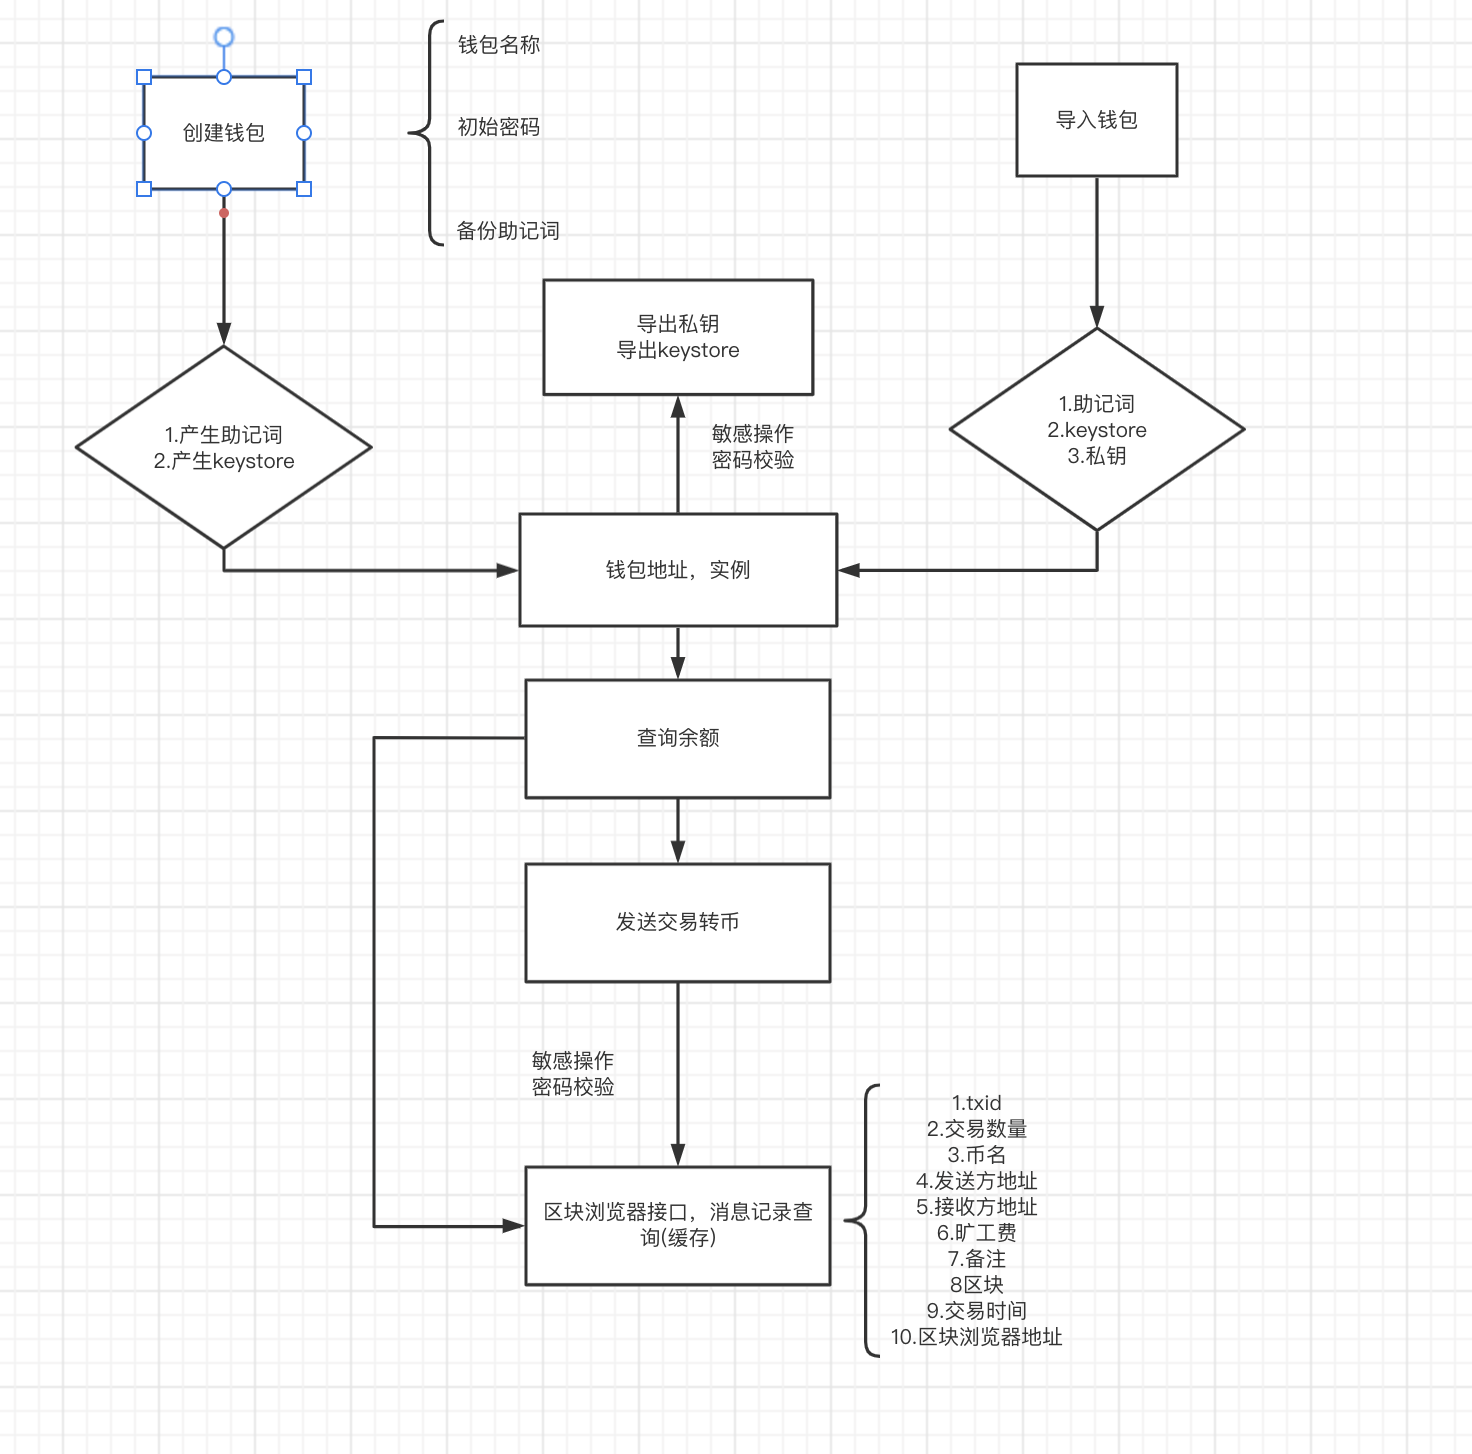 钱包名称
创建钱包
初始密码
导入钱包
备份助记词
导出私钥
导出keystore
敏感操作
密码校验
1.产生助记词
2.产生keystore
1.助记词
2.keystore
3.私钥
钱包地址，实例
查询余额
发送交易转币
敏感操作
密码校验
区块浏览器接口，消息记录查
询(缓存)
1.txid
2.交易数量
3.币名
4.发送方地址
5.接收方地址
6.旷工费
7.备注
8区块
9.交易时间
10.区块浏览器地址